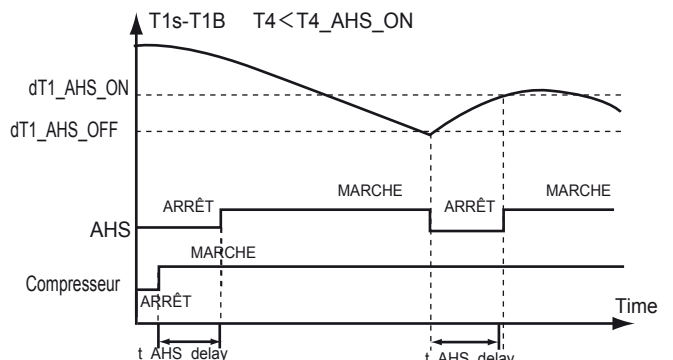 T1s-T1B T4<T4_AHS_ON
dT1_AHS_ON
dT1_AHS_OFF
MARCHE MARCHE
ARRÊT ARRÊT
AHS
MARCHE
Compresseur
ARRÊT
Time
t_AHS_delay t_AHS_delay